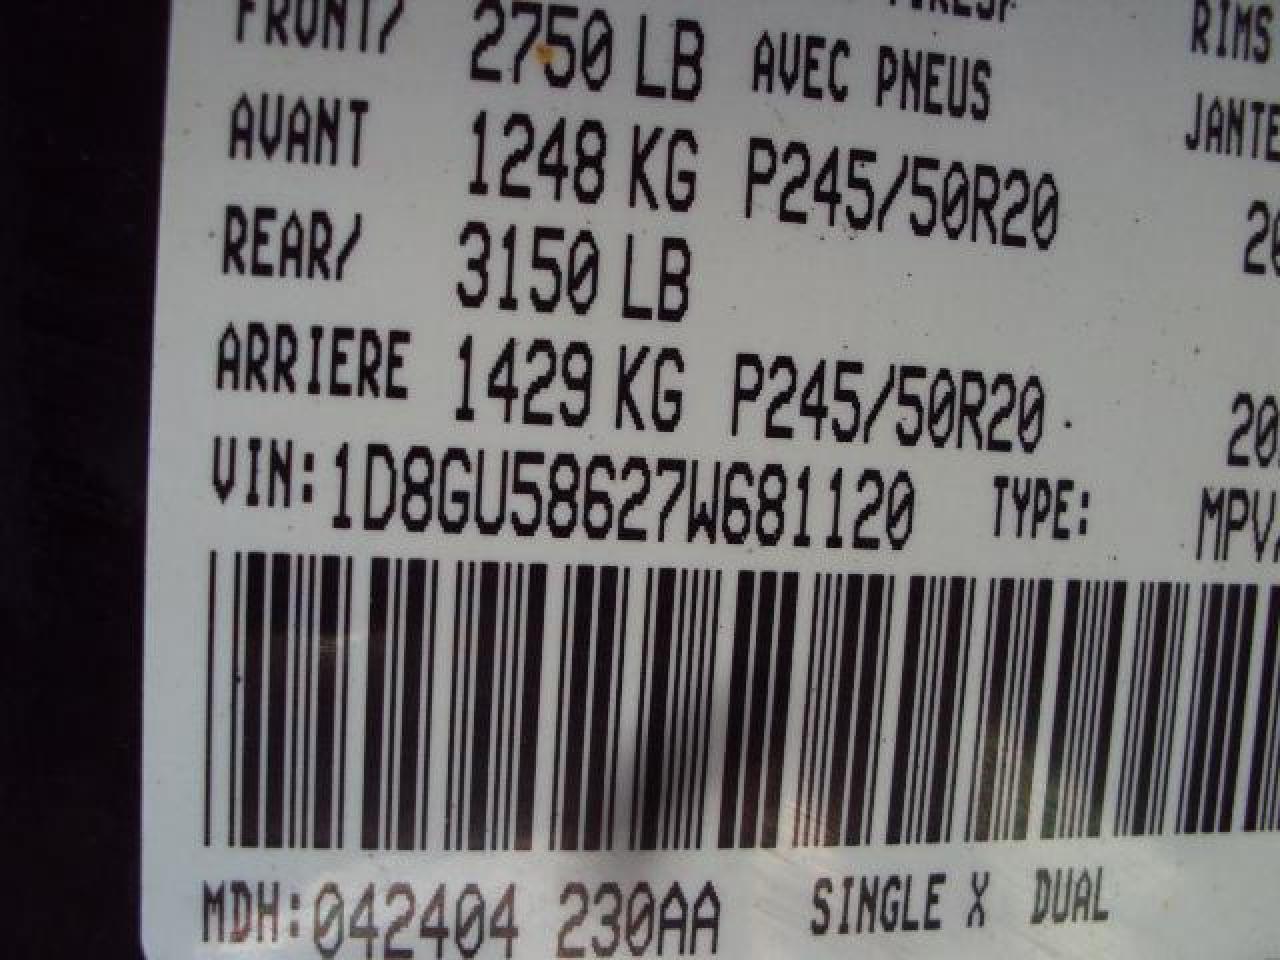 FRONT/ 2750 LB AVEC PNEUS RIMS
AVANT 1248 KG P245/50R20
REAR/ 3150 LB
ARRIERE 1429 KG P245/50R20
VIN:1D8GU58627W681120 TYPE: MPV
MDH:042404 230AA SINGLE X DUAL